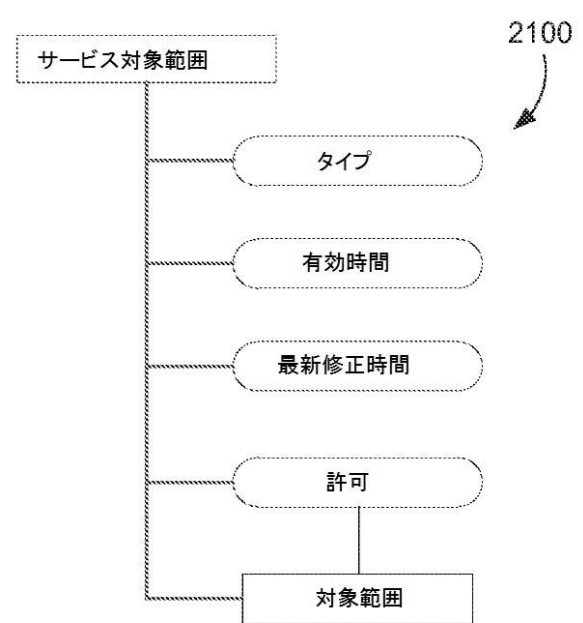 2100
サービス対象範囲
タイプ
有効時間
最新修正時間
許可
対象範囲